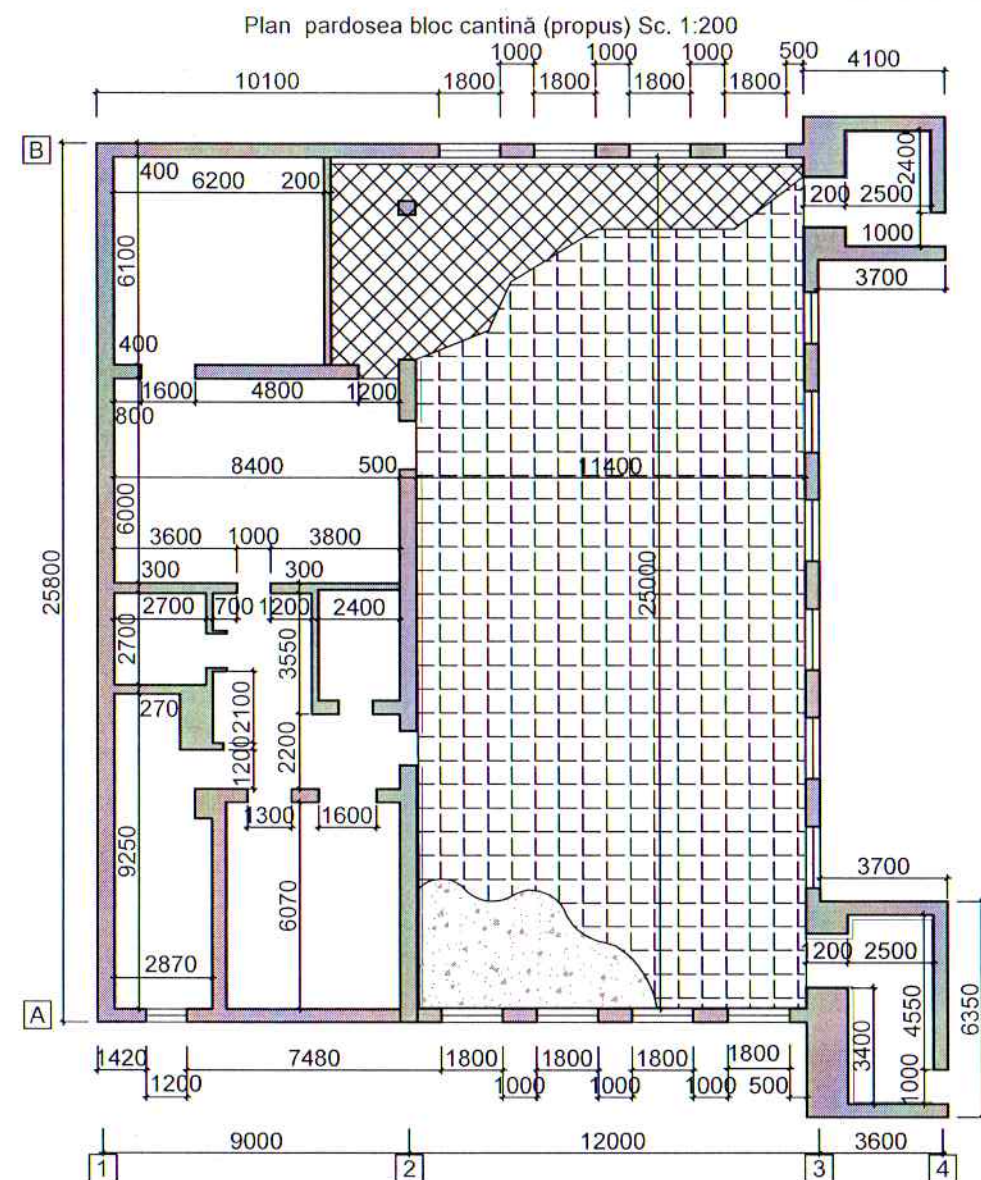 Plan pardosea bloc cantină (propus) Sc. 1:200
1000 1000 1000 500 4100
10100 1800 1800 1800 1800
B
400 6200 200
2400
200 2500
1000
6100
3700
400
1600 4800 1200
800
8400 500 11400
6000
3600 1000 3800
25800
25000
300 300
2700 700 1200 2400
2700
3550
270
2100
2200
1200
1300 1600
9250
6070
3700
200 2500
2870
4550
6350
3400
1000
A
1420 7480 1800 1800 1800 1800
1200 1000 1000 1000 500
9000 12000 3600
1 2 3 4